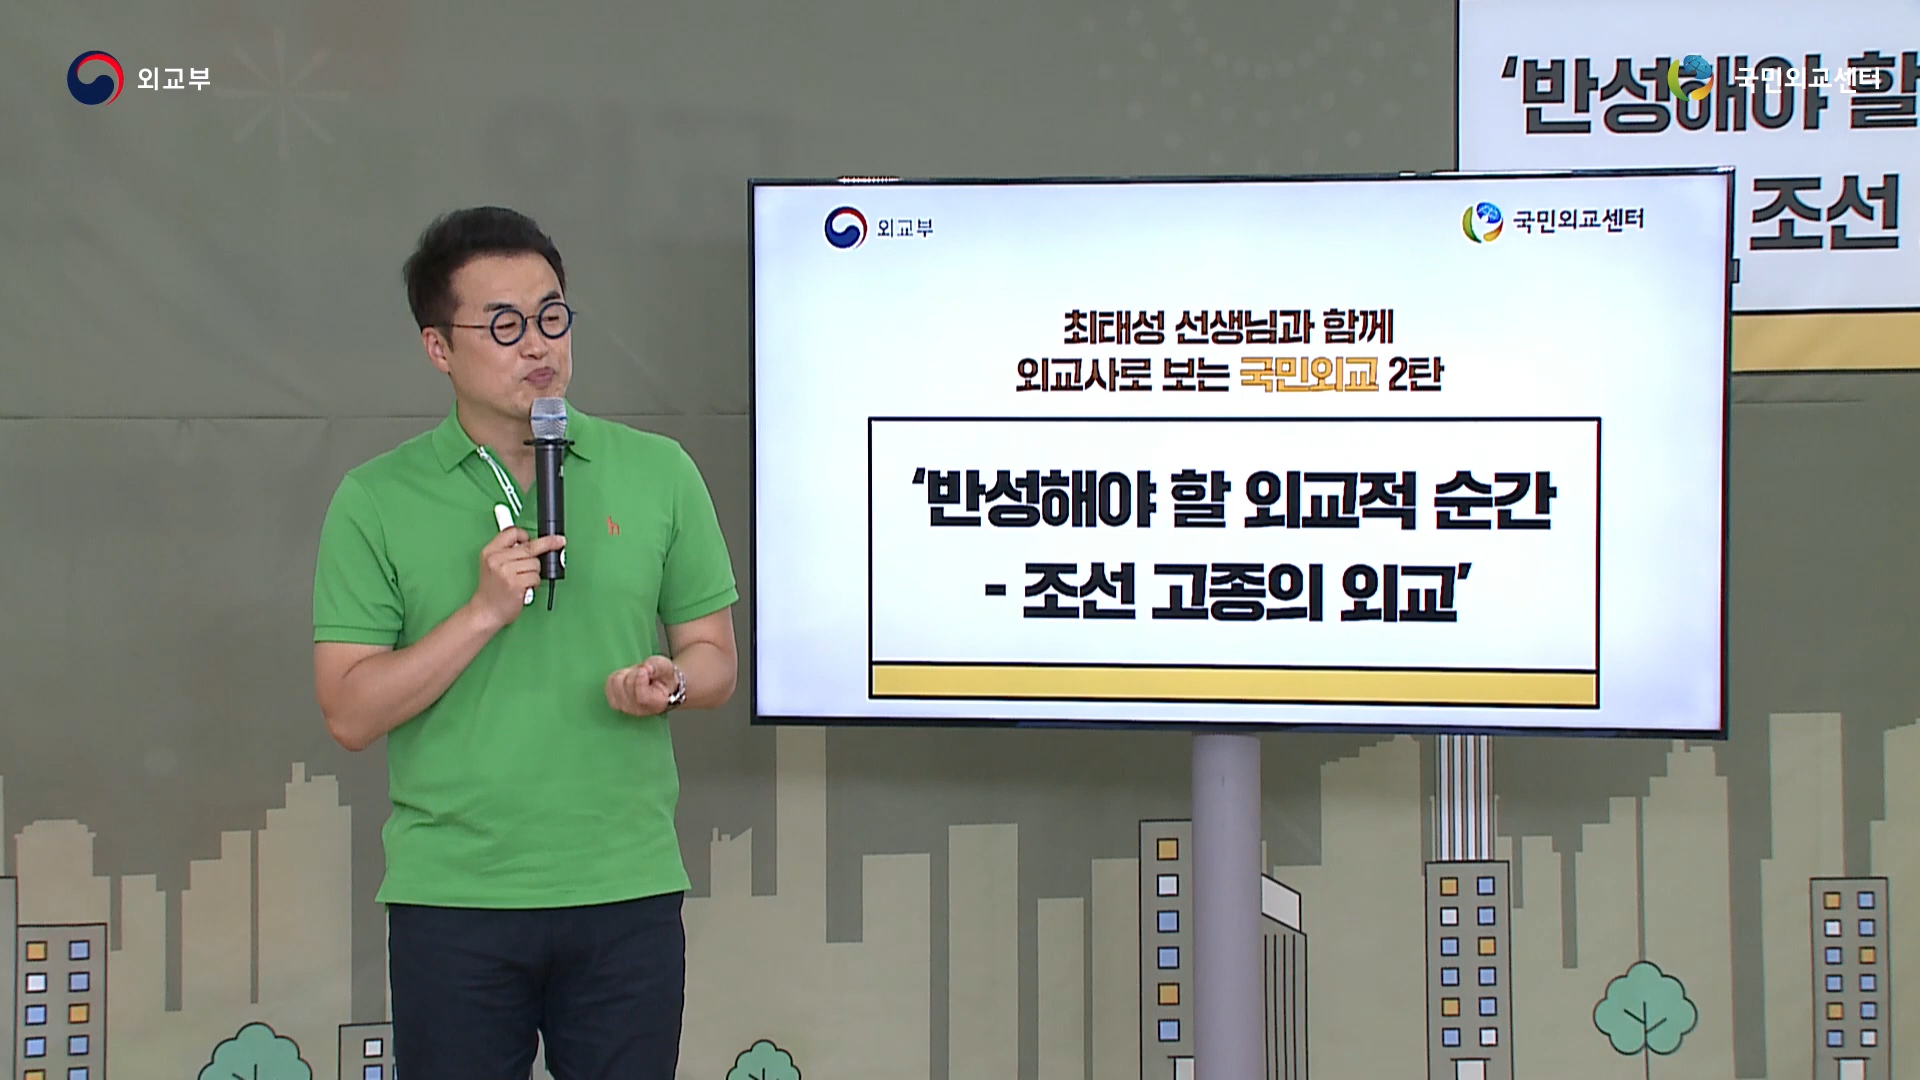 외교부
국민외교센터
‘반성해야 할
조선
외교부
국민외교센터
최태성 선생님과 함께
외교사로 보는 국민외교 2탄
‘반성해야 할 외교적 순간
- 조선 고종의 외교’
h